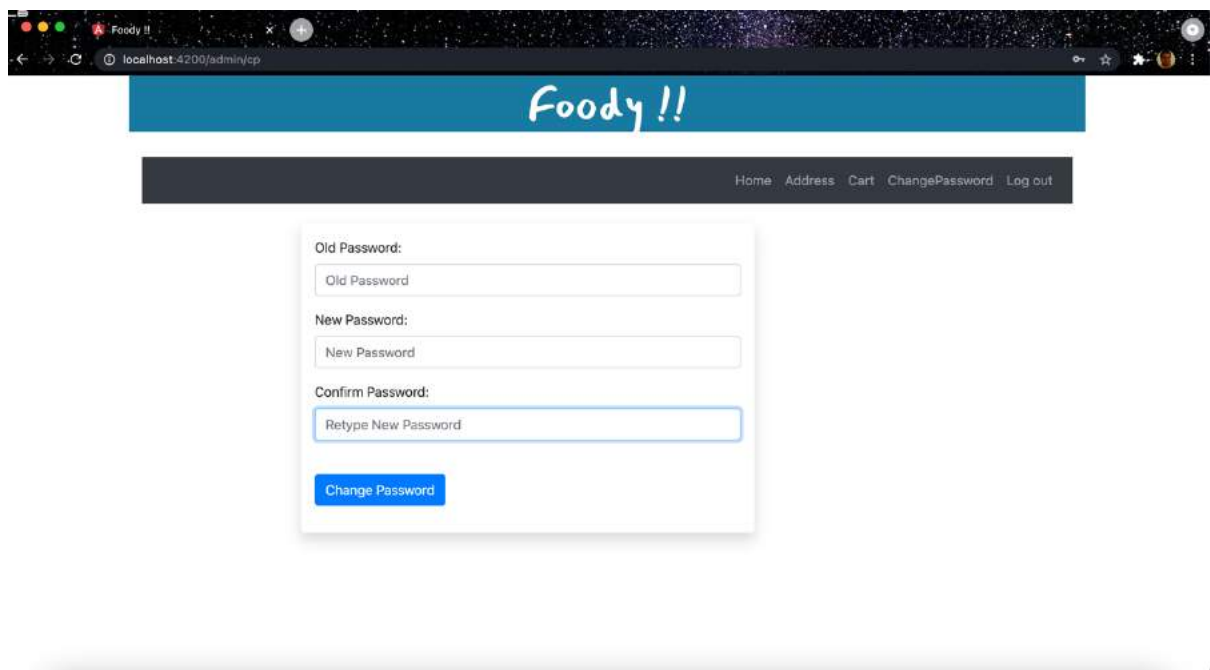 Foody !!
localhost:4200/admin/cp
Foody !!
Home Address Cart ChangePassword Log out
Old Password:
Old Password
New Password:
New Password
Confirm Password:
Retype New Password
Change Password